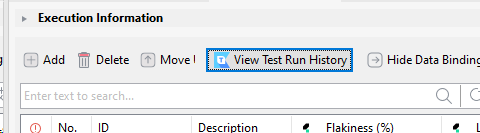 Execution Information
Add Delete Move View Test Run History Hide Data Binding
Enter text to search...
No. ID Description Flakiness (%)